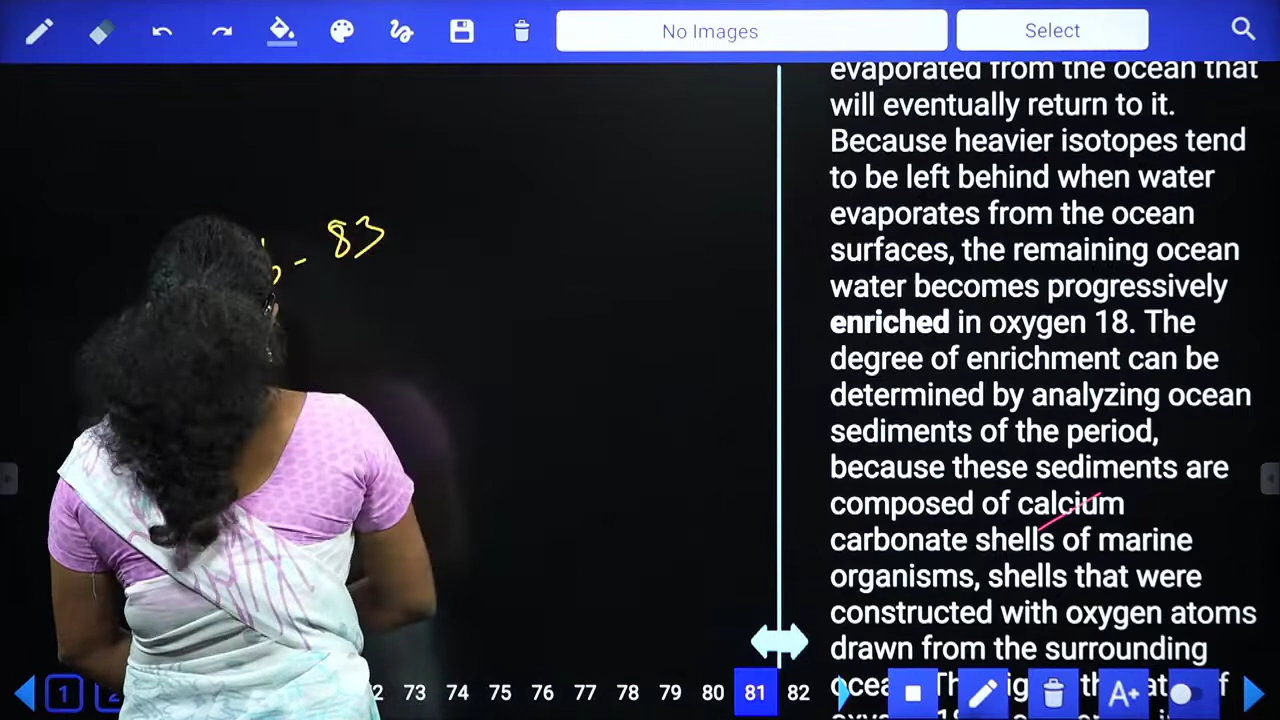 No Images
Select
- 83
evaporated from the ocean that
will eventually return to it.
Because heavier isotopes tend
to be left behind when water
evaporates from the ocean
surfaces, the remaining ocean
water becomes progressively
enriched in oxygen 18. The
degree of enrichment can be
determined by analyzing ocean
sediments of the period,
because these sediments are
composed of calcium
carbonate shells of marine
organisms, shells that were
constructed with oxygen atoms
drawn from the surrounding
1 73 74 75 76 77 78 79 80 81 82
A+